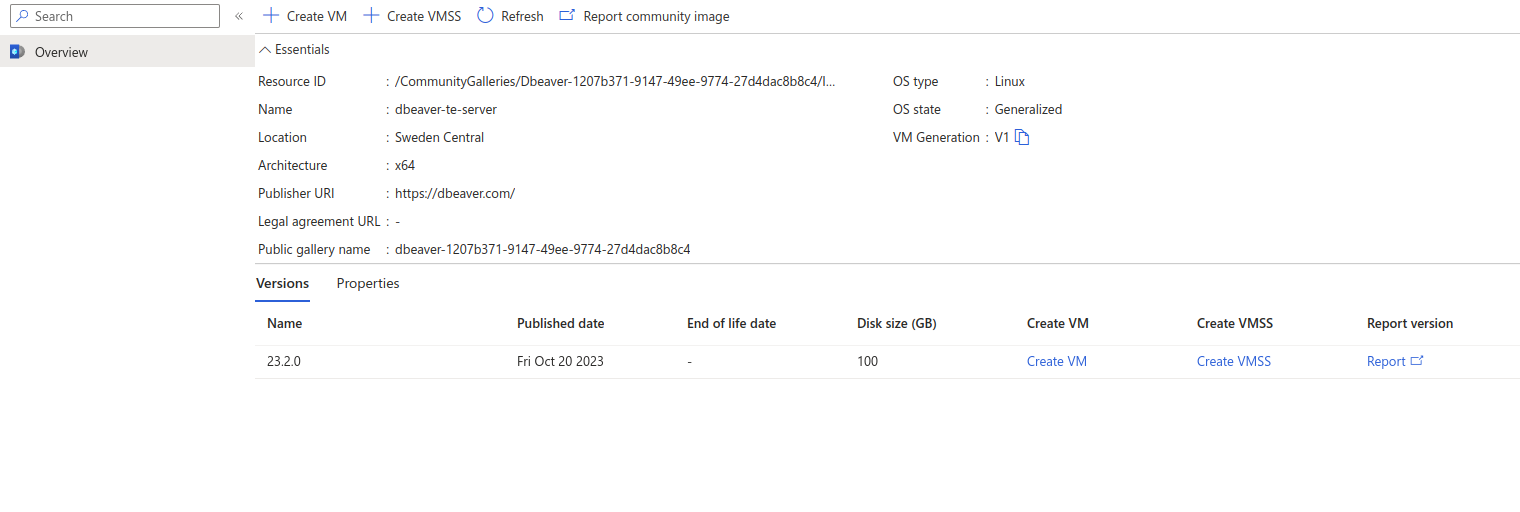 Search « Create VM Create VMSS Refresh Report community image
Overview
Essentials
Resource ID : /CommunityGalleries/Dbeaver-1207b371-9147-49ee-9774-27d4dac8b8c4/I... OS type : Linux
Name : dbeaver-te-server OS state : Generalized
Location : Sweden Central VM Generation : V1
Architecture : x64
Publisher URI : https://dbeaver.com/
Legal agreement URL : -
Public gallery name : dbeaver-1207b371-9147-49ee-9774-27d4dac8b8c4
Versions Properties
Name Published date End of life date Disk size (GB) Create VM Create VMSS Report version
23.2.0 Fri Oct 20 2023 - 100 Create VM Create VMSS Report